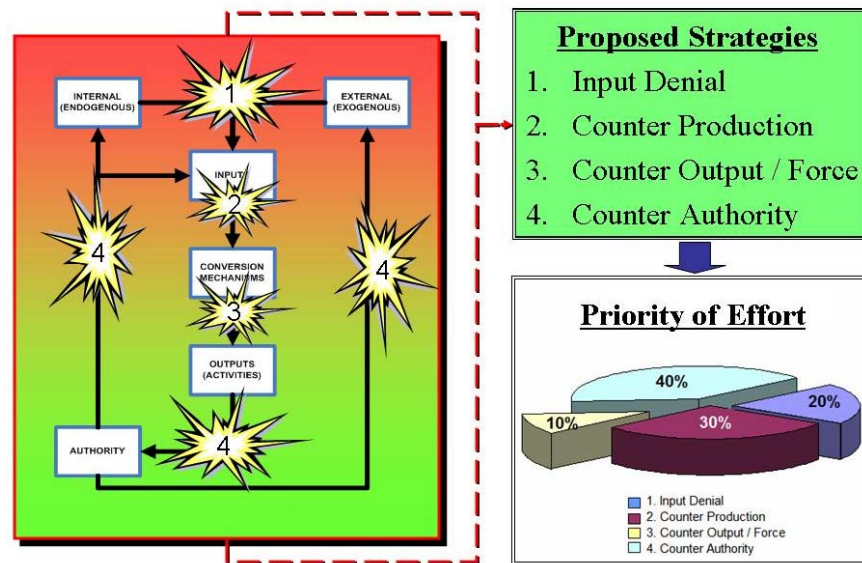 INTERNAL
(ENDOGENOUS)
1
EXTERNAL
(EXOGENOUS)
INPUT
2
4
4
CONVERSION
MECHANISMS
3
OUTPUTS
(ACTIVITIES)
4
AUTHORITY
Proposed Strategies
1. Input Denial
2. Counter Production
3. Counter Output / Force
4. Counter Authority
Priority of Effort
40%
20%
10%
30%
1. Input Denial
2. Counter Production
3. Counter Output / Force
4. Counter Authority